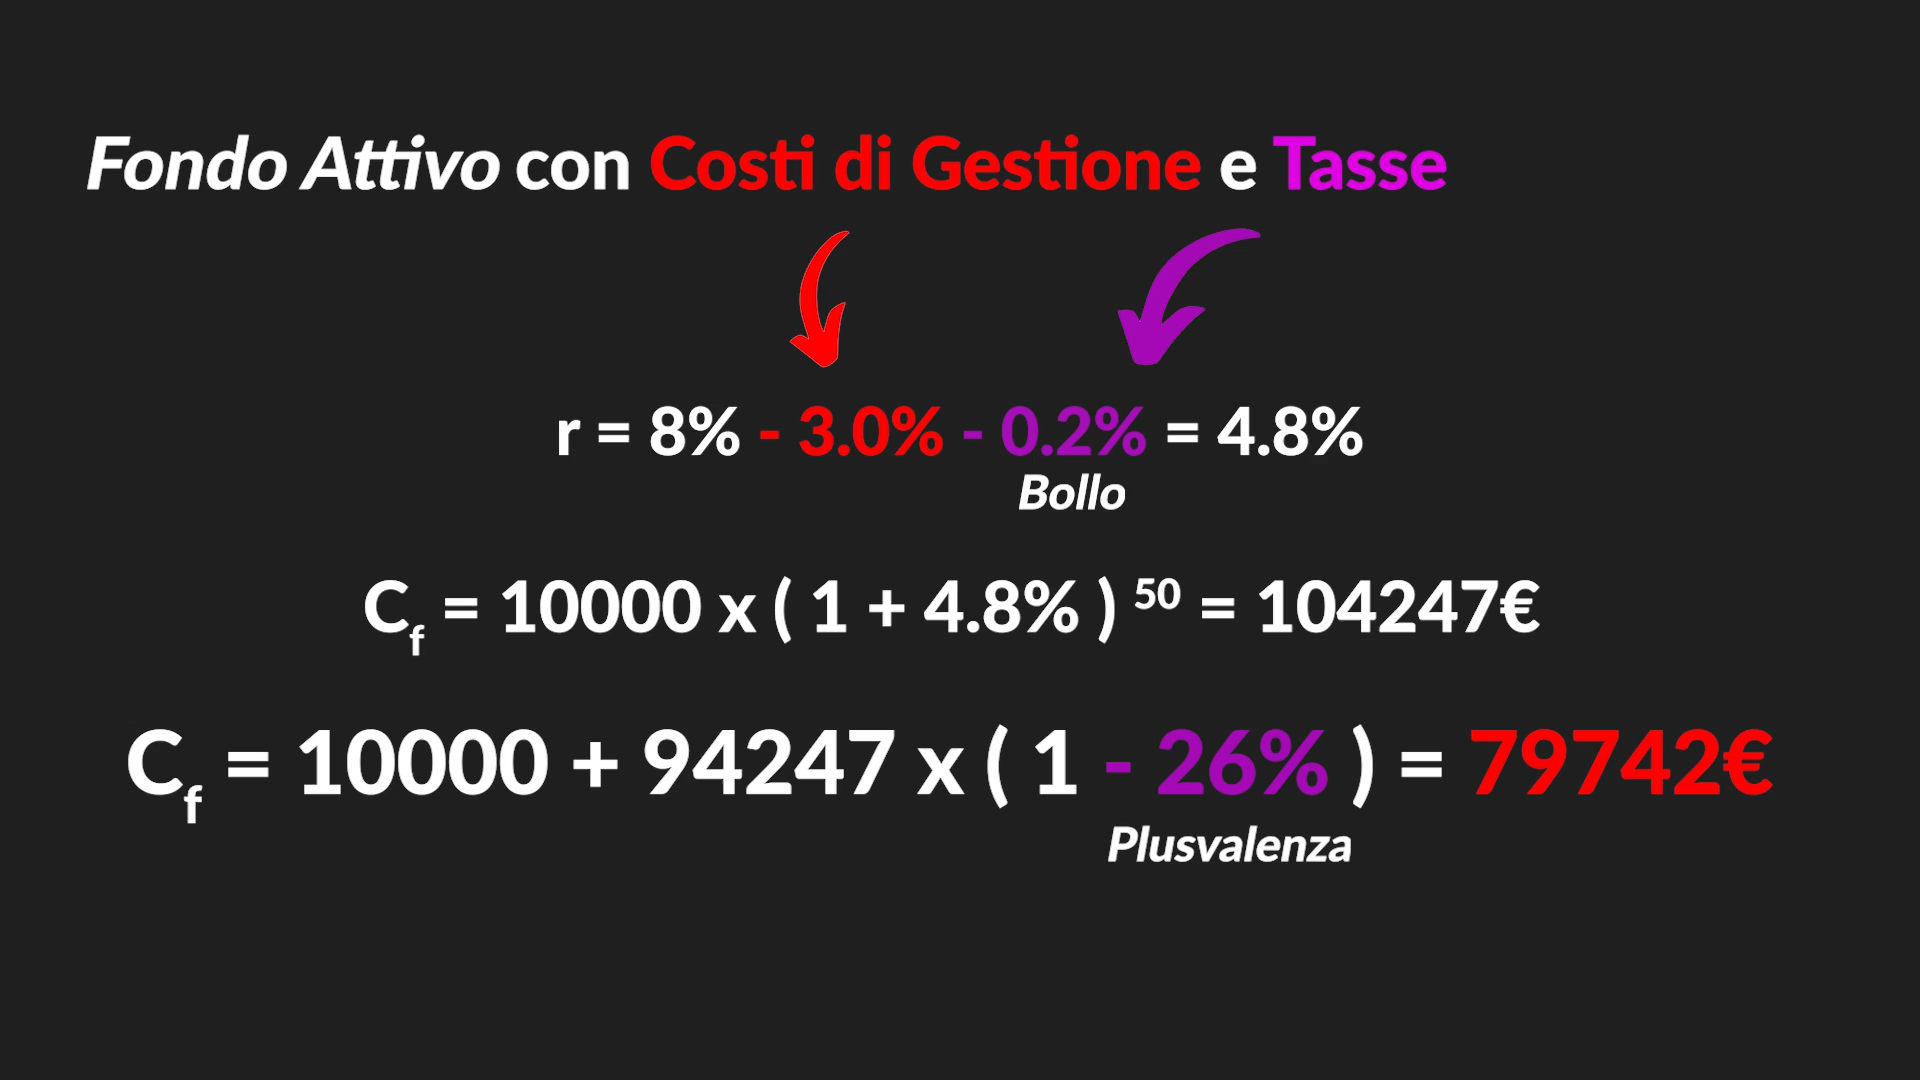 Fondo Attivo con Costi di Gestione e Tasse
r = 8% - 3.0% - 0.2% = 4.8%
Bollo
Cf = 10000 x ( 1 + 4.8% ) 50 = 104247€
Cf = 10000 + 94247 x ( 1 - 26% ) = 79742€
Plusvalenza